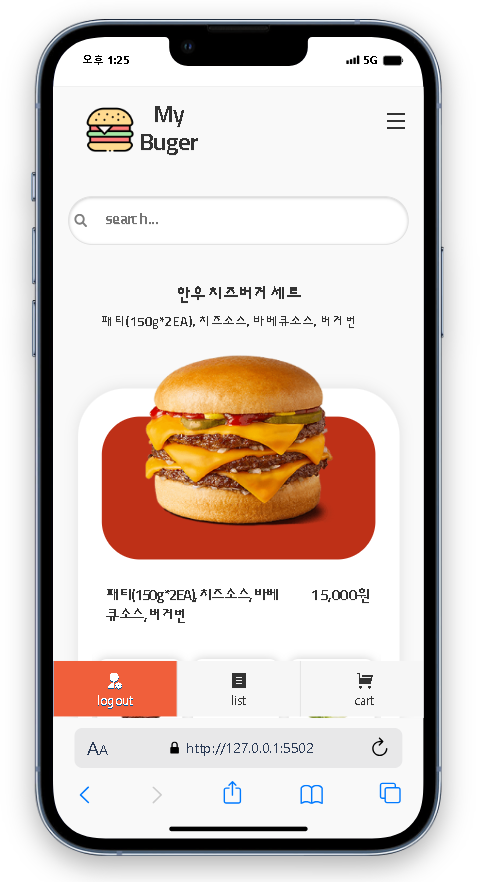 오후 1:25
5G
My
Buger
search...
한우 치즈버거 세트
패티(150g*2EA), 치즈소스, 바베큐소스, 버거번
패티(150g*2EA), 치즈소스, 바베
큐소스, 버거번
15,000원
logout
list
cart
AA
http://127.0.0.1:5502